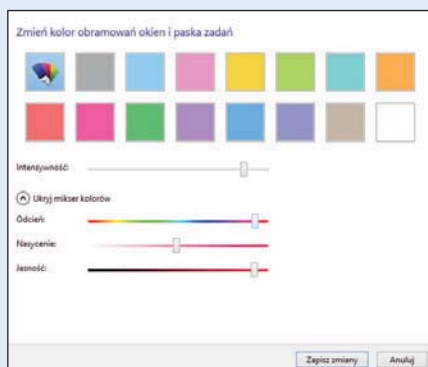 Zmień kolor obramowań okien i paska zadań
Intensywność:
Ukryj mikser kolorów
Odcień:
Nasycenie:
Jasność:
Zapisz zmiany Anuluj